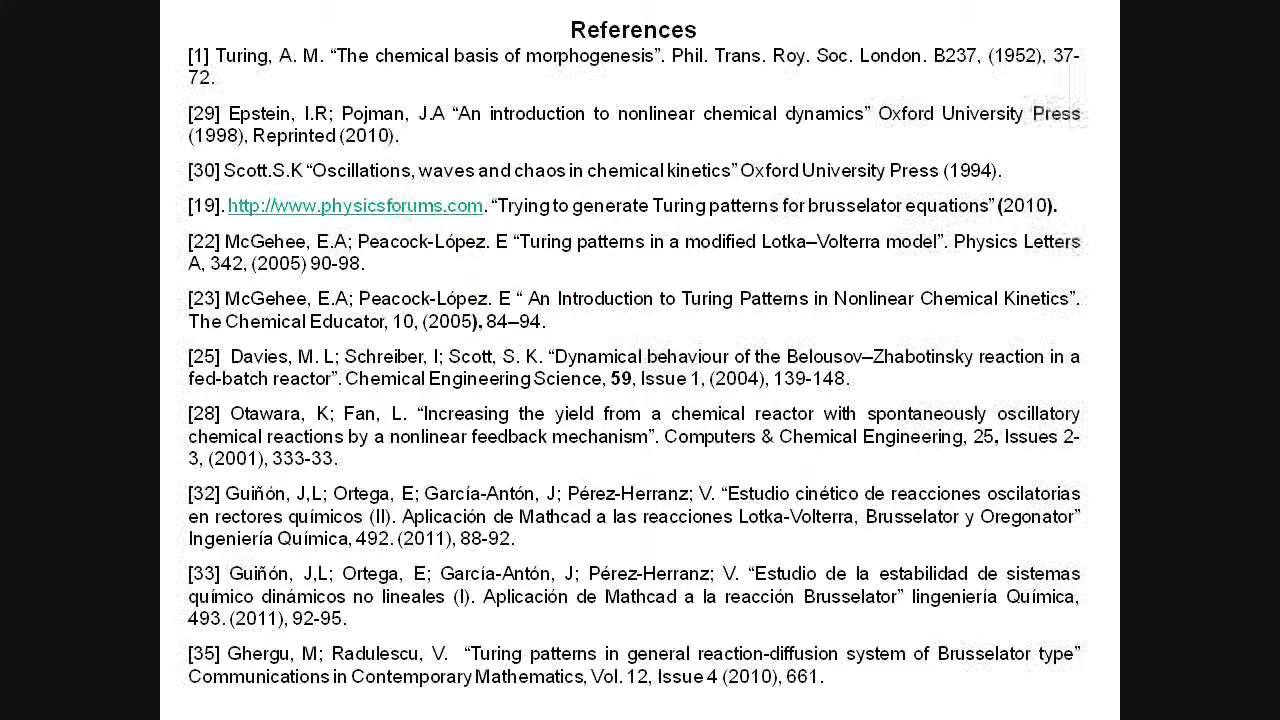 References
[1] Turing, A. M. “The chemical basis of morphogenesis”. Phil. Trans. Roy. Soc. London. B237, (1952), 37-
72.
[29] Epstein, I.R; Pojman, J.A “An introduction to nonlinear chemical dynamics” Oxford University Press
(1998), Reprinted (2010).
[30] Scott.S.K “Oscillations, waves and chaos in chemical kinetics” Oxford University Press (1994).
[19]. http://www.physicsforums.com. “Trying to generate Turing patterns for brusselator equations” (2010).
[22] McGehee, E.A; Peacock-López. E “Turing patterns in a modified Lotka–Volterra model”. Physics Letters
A, 342, (2005) 90-98.
[23] McGehee, E.A; Peacock-López. E “ An Introduction to Turing Patterns in Nonlinear Chemical Kinetics”.
The Chemical Educator, 10, (2005), 84–94.
[25] Davies, M. L; Schreiber, I; Scott, S. K. “Dynamical behaviour of the Belousov–Zhabotinsky reaction in a
fed-batch reactor”. Chemical Engineering Science, 59, Issue 1, (2004), 139-148.
[28] Otawara, K; Fan, L. “Increasing the yield from a chemical reactor with spontaneously oscillatory
chemical reactions by a nonlinear feedback mechanism”. Computers & Chemical Engineering, 25, Issues 2-
3, (2001), 333-33.
[32] Guiñón, J,L; Ortega, E; García-Antón, J; Pérez-Herranz; V. “Estudio cinético de reacciones oscilatorias
en rectores químicos (II). Aplicación de Mathcad a las reacciones Lotka-Volterra, Brusselator y Oregonator”
Ingeniería Química, 492. (2011), 88-92.
[33] Guiñón, J,L; Ortega, E; García-Antón, J; Pérez-Herranz; V. “Estudio de la estabilidad de sistemas
químico dinámicos no lineales (I). Aplicación de Mathcad a la reacción Brusselator” Iingeniería Química,
493. (2011), 92-95.
[35] Ghergu, M; Radulescu, V. “Turing patterns in general reaction-diffusion system of Brusselator type”
Communications in Contemporary Mathematics, Vol. 12, Issue 4 (2010), 661.